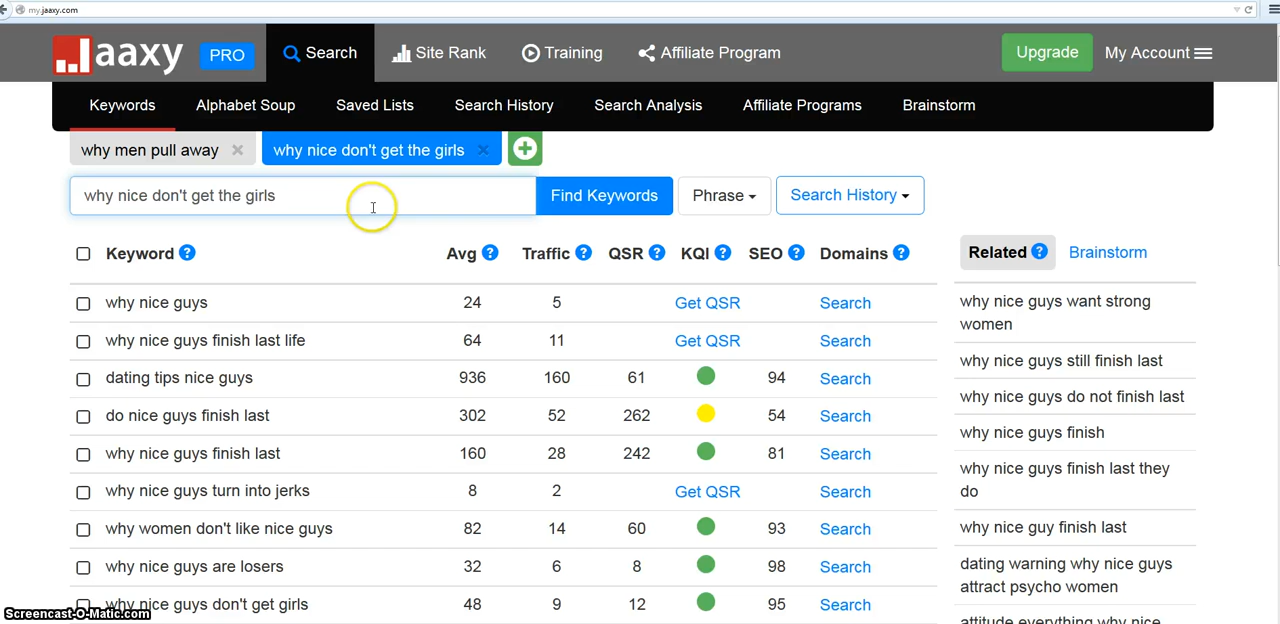 my.jaaxy.com
Jaaxy PRO Search Site Rank Training Affiliate Program Upgrade My Account
Keywords Alphabet Soup Saved Lists Search History Search Analysis Affiliate Programs Brainstorm
why men pull away × why nice don't get the girls ×
why nice don't get the girls Find Keywords Phrase Search History
Keyword ? Avg ? Traffic ? QSR ? KQI ? SEO ? Domains ? Related ? Brainstorm
why nice guys 24 5 Get QSR Search
why nice guys finish last life 64 11 Get QSR Search
dating tips nice guys 936 160 61 94 Search
do nice guys finish last 302 52 262 54 Search
why nice guys finish last 160 28 242 81 Search
why nice guys turn into jerks 8 2 Get QSR Search
why women don't like nice guys 82 14 60 93 Search
why nice guys are losers 32 6 8 98 Search
why nice guys don't get girls 48 9 12 95 Search
why nice guys want strong
women
why nice guys still finish last
why nice guys do not finish last
why nice guys finish
why nice guys finish last they
do
why nice guy finish last
dating warning why nice guys
attract psycho women
attitude everything why nice
Screencast-O-Matic.com